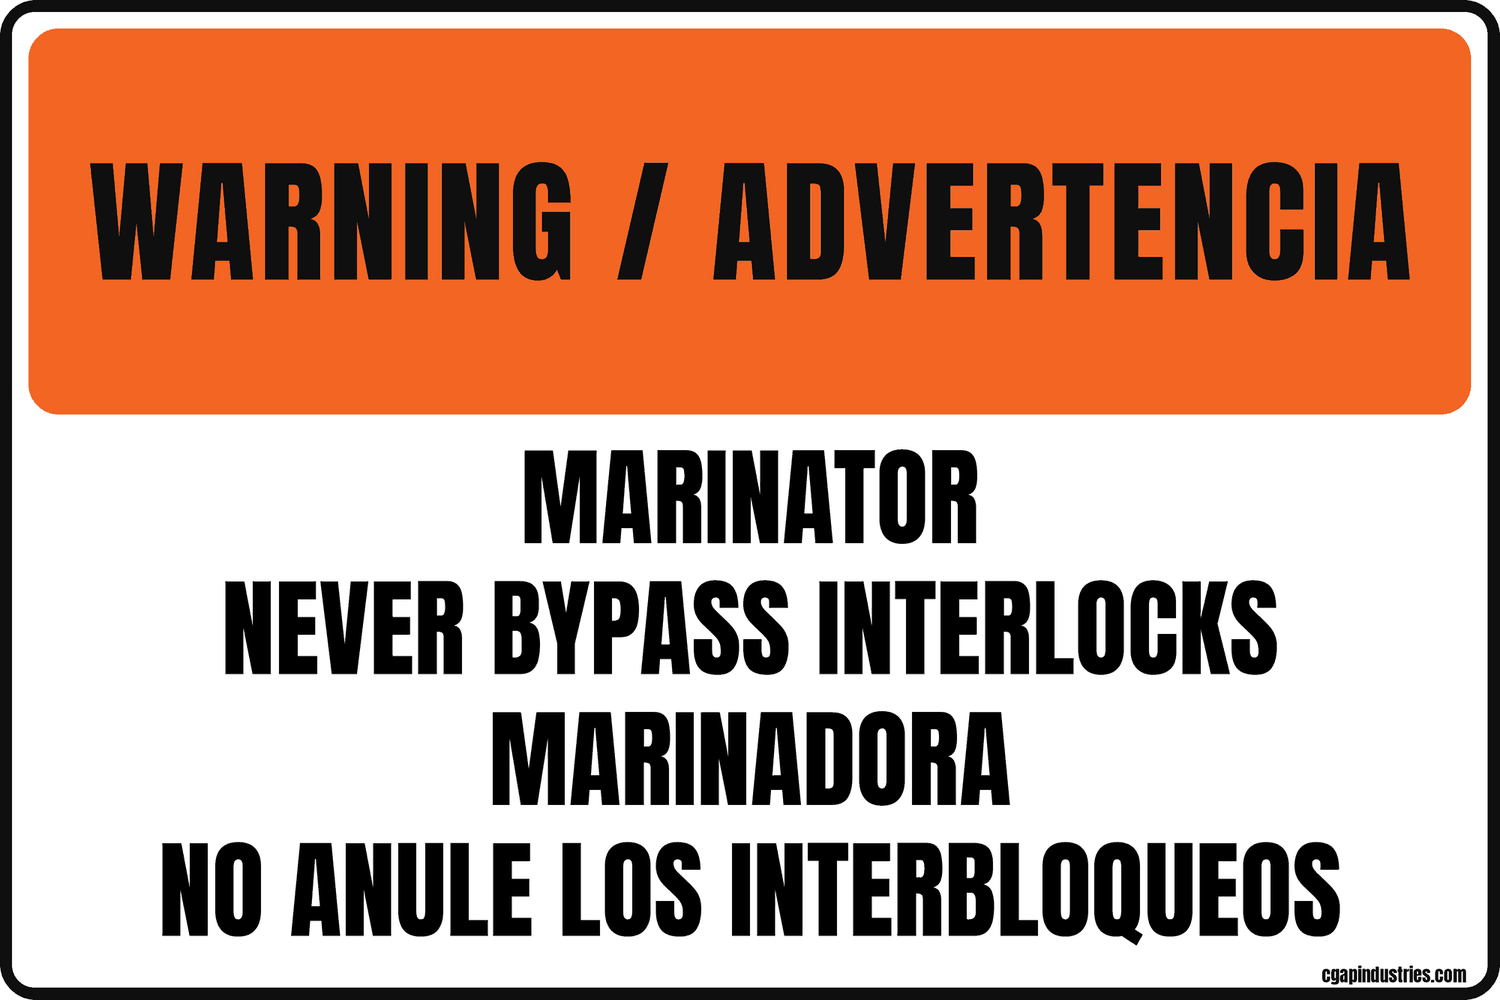 WARNING / ADVERTENCIA
MARINATOR
NEVER BYPASS INTERLOCKS
MARINADORA
NO ANULE LOS INTERBLOQUEOS
cgapindustries.com